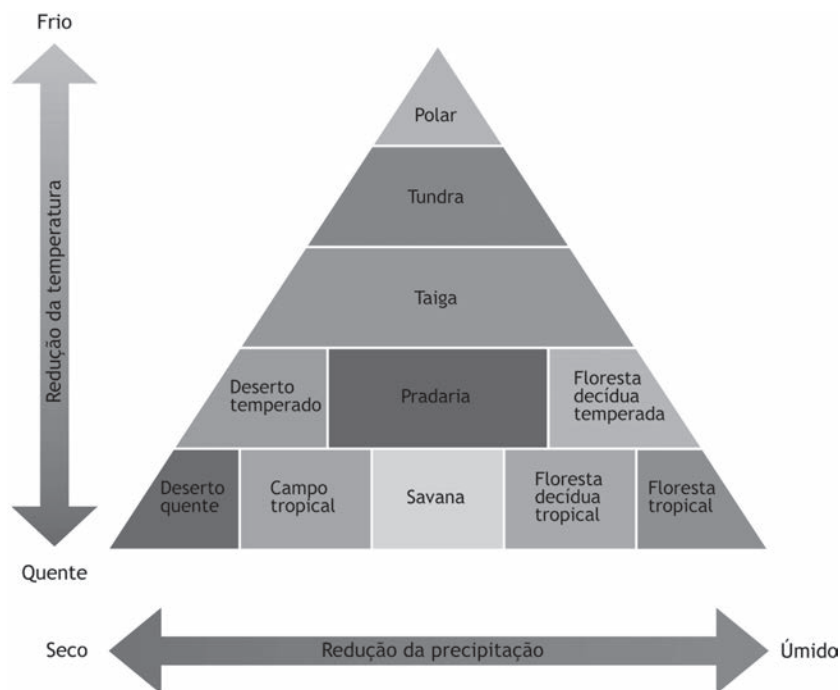 Frio
Redução da temperatura
Polar
Tundra
Taiga
Deserto
temperado
Pradaria
Floresta
decídua
temperada
Deserto
quente
Campo
tropical
Savana
Floresta
decídua
tropical
Floresta
tropical
Quente
Seco
Redução da precipitação
Úmido